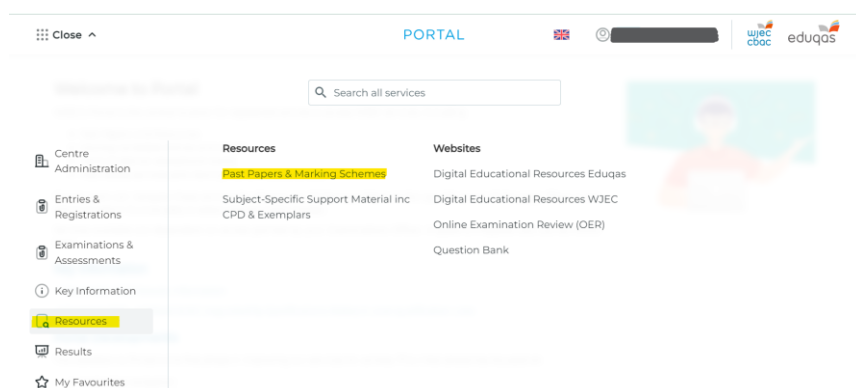 Close
PORTAL
wjec
cbac
eduqas
Search all services
Centre
Administration
Entries &
Registrations
Examinations &
Assessments
Key Information
Resources
Results
My Favourites
Resources
Past Papers & Marking Schemes
Subject-Specific Support Material inc
CPD & Exemplars
Websites
Digital Educational Resources Eduqas
Digital Educational Resources WJEC
Online Examination Review (OER)
Question Bank